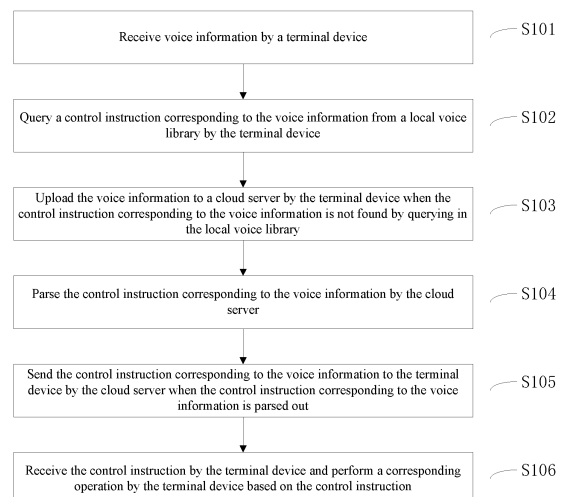 Receive voice information by a terminal device
S101
Query a control instruction corresponding to the voice information from a local voice
library by the terminal device
S102
Upload the voice information to a cloud server by the terminal device when the
control instruction corresponding to the voice information is not found by querying in
the local voice library
S103
Parse the control instruction corresponding to the voice information by the cloud
server
S104
Send the control instruction corresponding to the voice information to the terminal
device by the cloud server when the control instruction corresponding to the voice
information is parsed out
S105
Receive the control instruction by the terminal device and perform a corresponding
operation by the terminal device based on the control instruction
S106